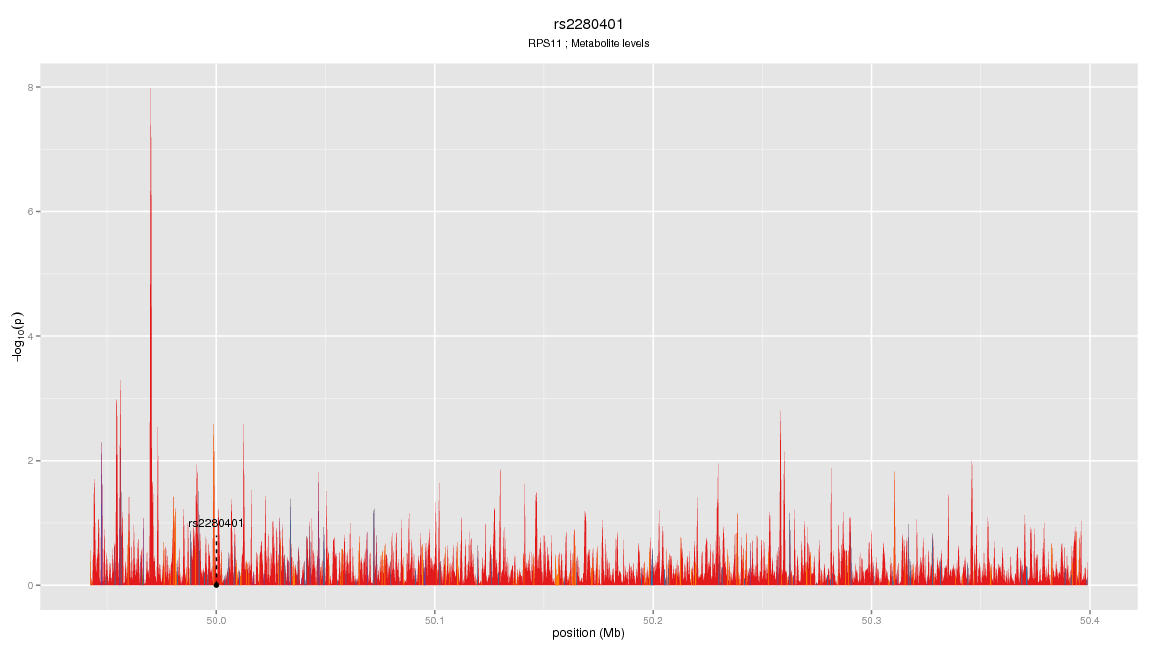 rs2280401
RPS11 ; Metabolite levels
8
6
4
2
0
−log10(p)
rs2280401
50.0 50.1 50.2 50.3 50.4
position (Mb)